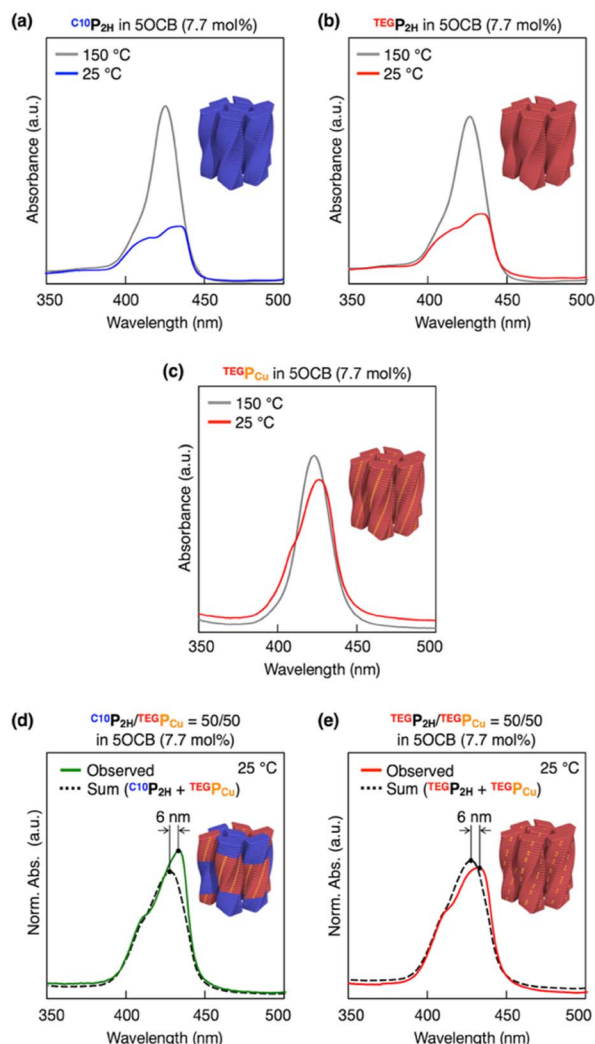 (a) ᶜ¹⁰P₂H in 5OCB (7.7 mol%)
150 °C
25 °C
Absorbance (a.u.)
350 400 450 500
Wavelength (nm)
(b) ᵀᴱᴳP₂H in 5OCB (7.7 mol%)
150 °C
25 °C
Absorbance (a.u.)
350 400 450 500
Wavelength (nm)
(c) ᵀᴱᴳPCu in 5OCB (7.7 mol%)
150 °C
25 °C
Absorbance (a.u.)
350 400 450 500
Wavelength (nm)
(d) ᶜ¹⁰P₂H/ᵀᴱᴳPCu = 50/50
in 5OCB (7.7 mol%)
Observed 25 °C
Sum (ᶜ¹⁰P₂H + ᵀᴱᴳPCu)
6 nm
Norm. Abs. (a.u.)
350 400 450 500
Wavelength (nm)
(e) ᵀᴱᴳP₂H/ᵀᴱᴳPCu = 50/50
in 5OCB (7.7 mol%)
Observed 25 °C
Sum (ᵀᴱᴳP₂H + ᵀᴱᴳPCu)
6 nm
Norm. Abs. (a.u.)
350 400 450 500
Wavelength (nm)